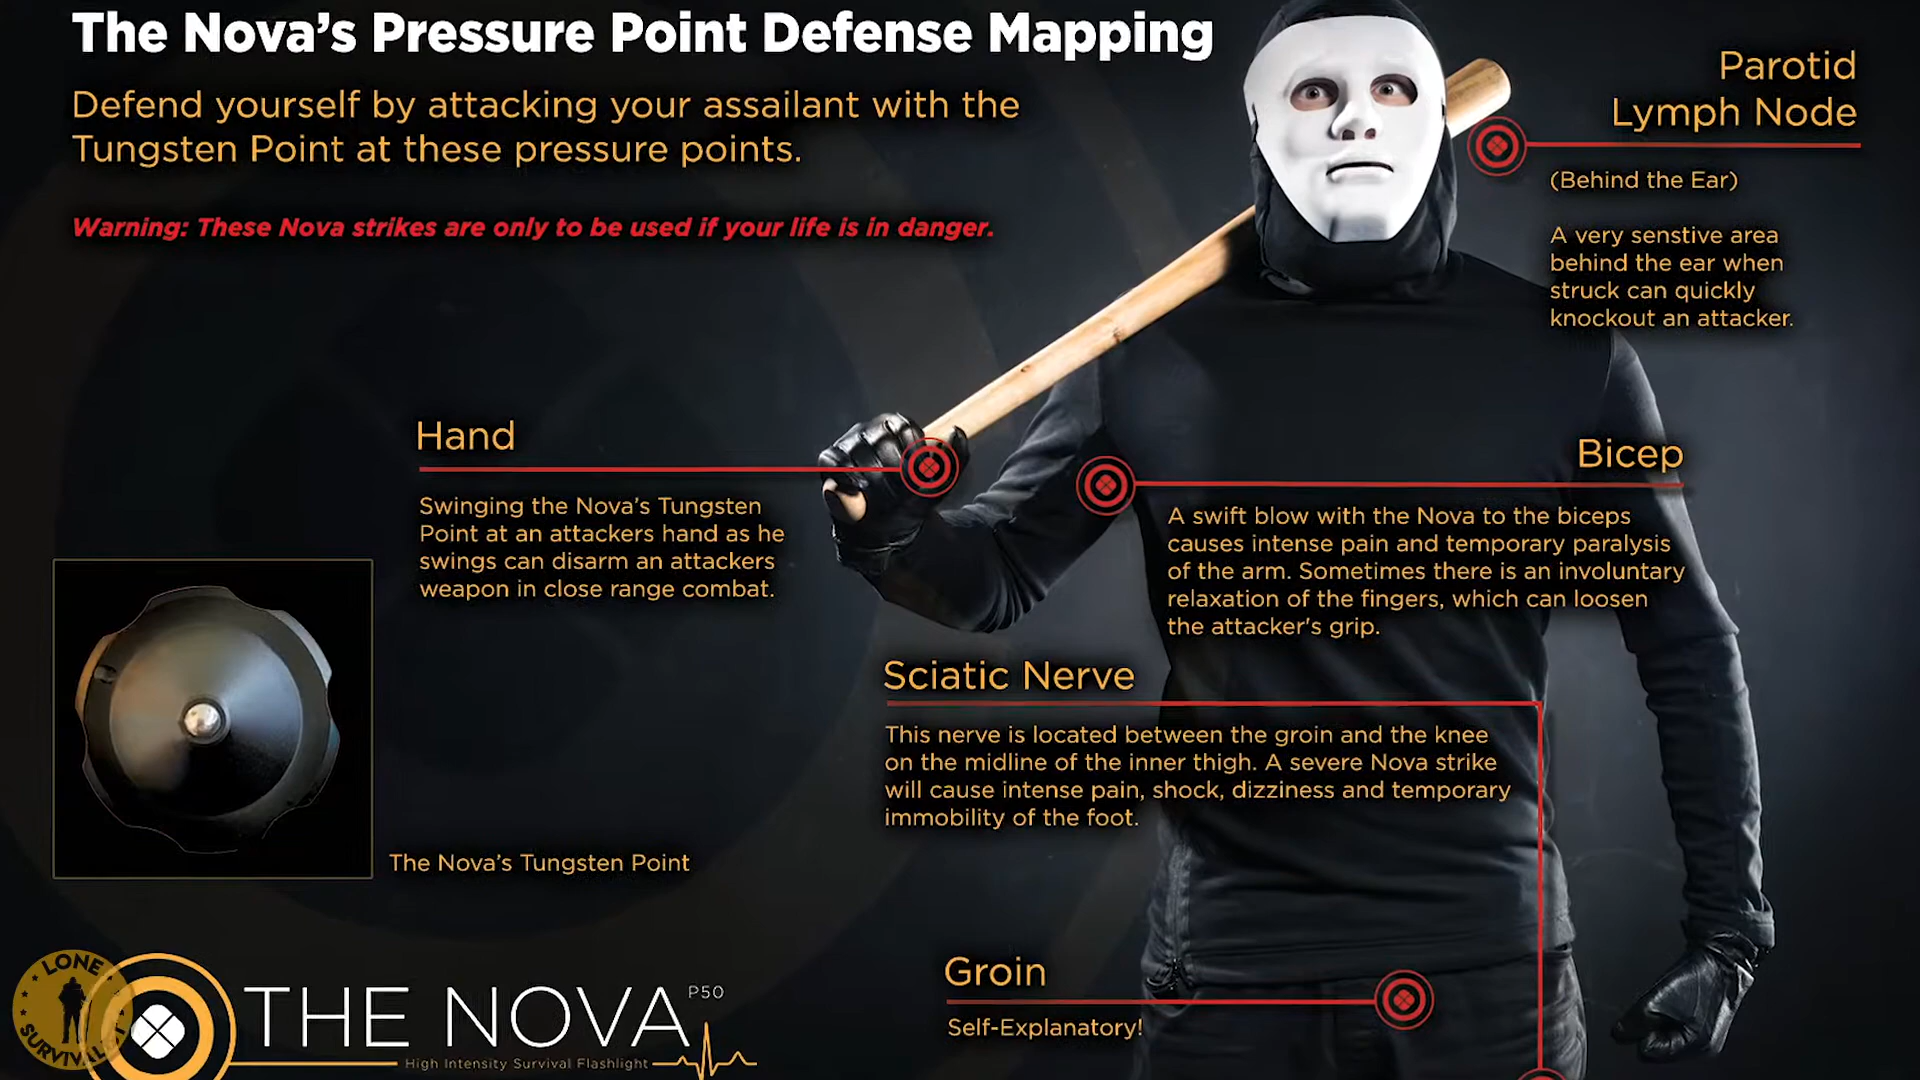 The Nova's Pressure Point Defense Mapping
Defend yourself by attacking your assailant with the
Tungsten Point at these pressure points.
Warning: These Nova strikes are only to be used if your life is in danger.
Parotid
Lymph Node
(Behind the Ear)
A very senstive area
behind the ear when
struck can quickly
knockout an attacker.
Hand
Swinging the Nova's Tungsten
Point at an attackers hand as he
swings can disarm an attackers
weapon in close range combat.
Bicep
A swift blow with the Nova to the biceps
causes intense pain and temporary paralysis
of the arm. Sometimes there is an involuntary
relaxation of the fingers, which can loosen
the attacker's grip.
Sciatic Nerve
This nerve is located between the groin and the knee
on the midline of the inner thigh. A severe Nova strike
will cause intense pain, shock, dizziness and temporary
immobility of the foot.
The Nova's Tungsten Point
Groin
Self-Explanatory!
LONE
SURVIVALIST
THE NOVA P50
High Intensity Survival Flashlight